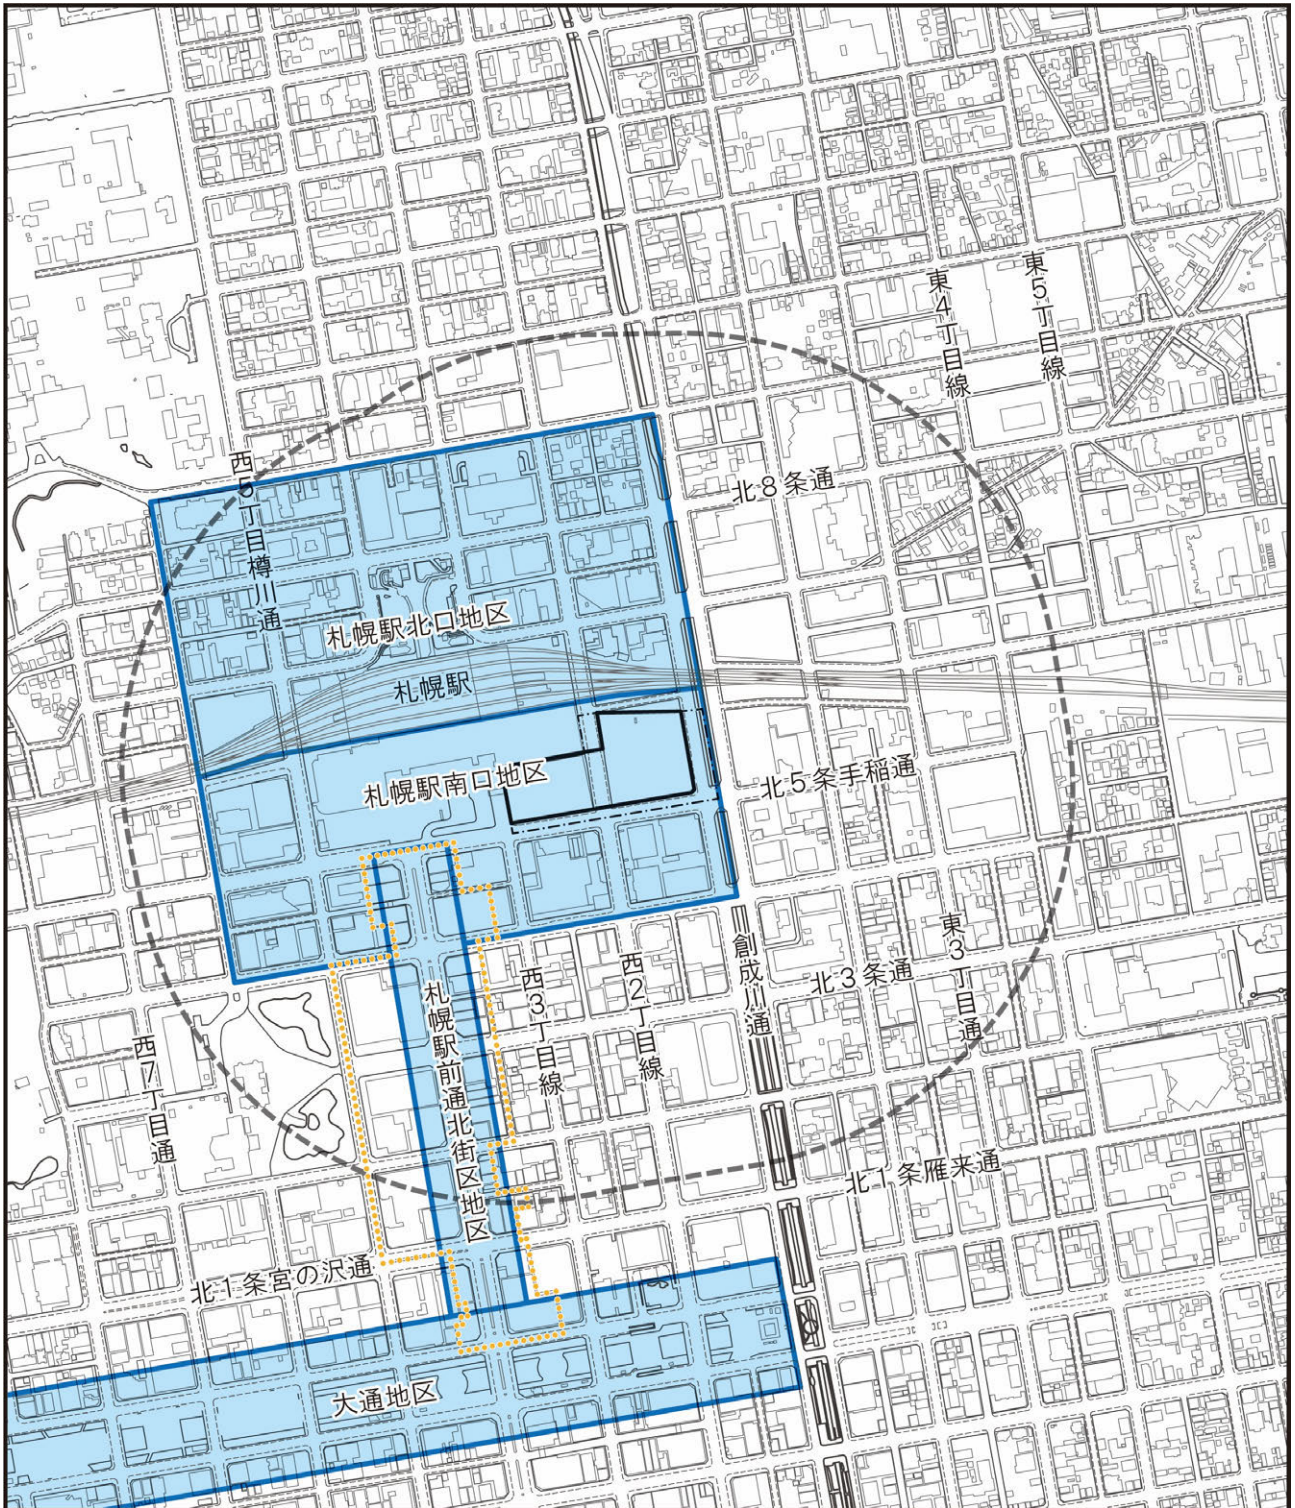 東4丁目線
東5丁目線
西5丁目樽川通
北8条通
札幌駅北口地区
札幌駅
札幌駅南口地区
北5条手稲通
札幌駅前通北街区地区
西3丁目線
西2丁目線
創成川通
北3条通
東3丁目通
西7丁目通
北1条雁来通
北1条宮の沢通
大通地区